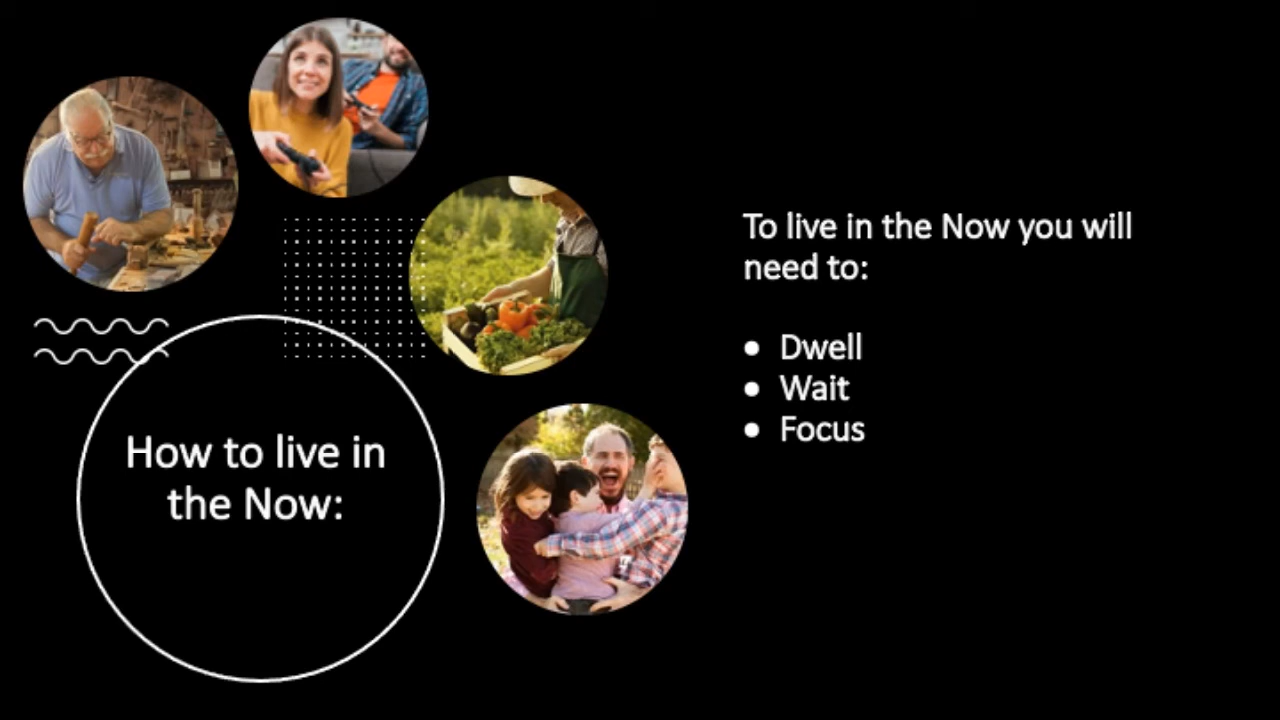 How to live in
the Now:
To live in the Now you will
need to:
• Dwell
• Wait
• Focus